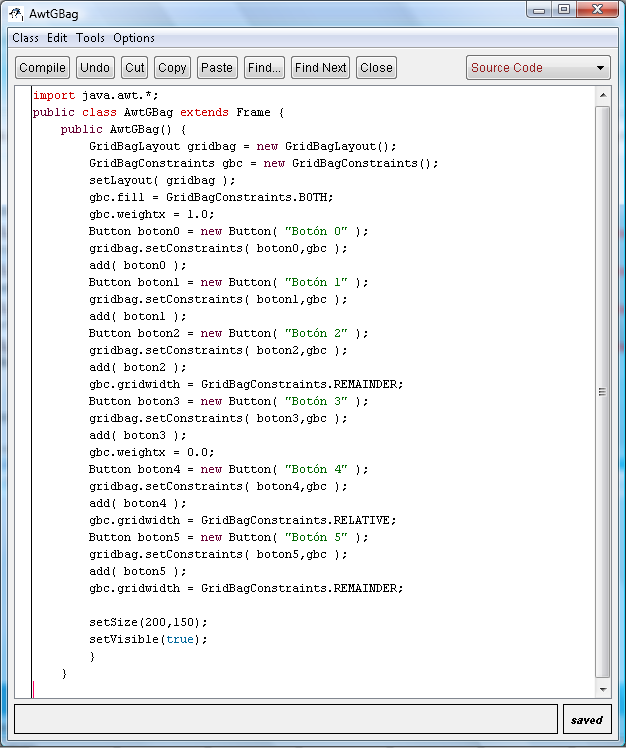 AwtGBag
Class Edit Tools Options
Compile Undo Cut Copy Paste Find... Find Next Close Source Code
import java.awt.*;
public class AwtGBag extends Frame {
    public AwtGBag() {
        GridBagLayout gridbag = new GridBagLayout();
        GridBagConstraints gbc = new GridBagConstraints();
        setLayout( gridbag );
        gbc.fill = GridBagConstraints.BOTH;
        gbc.weightx = 1.0;
        Button boton0 = new Button( "Botón 0" );
        gridbag.setConstraints( boton0,gbc );
        add( boton0 );
        Button boton1 = new Button( "Botón 1" );
        gridbag.setConstraints( boton1,gbc );
        add( boton1 );
        Button boton2 = new Button( "Botón 2" );
        gridbag.setConstraints( boton2,gbc );
        add( boton2 );
        gbc.gridwidth = GridBagConstraints.REMAINDER;
        Button boton3 = new Button( "Botón 3" );
        gridbag.setConstraints( boton3,gbc );
        add( boton3 );
        gbc.weightx = 0.0;
        Button boton4 = new Button( "Botón 4" );
        gridbag.setConstraints( boton4,gbc );
        add( boton4 );
        gbc.gridwidth = GridBagConstraints.RELATIVE;
        Button boton5 = new Button( "Botón 5" );
        gridbag.setConstraints( boton5,gbc );
        add( boton5 );
        gbc.gridwidth = GridBagConstraints.REMAINDER;
        setSize(200,150);
        setVisible(true);
        }
    }
saved